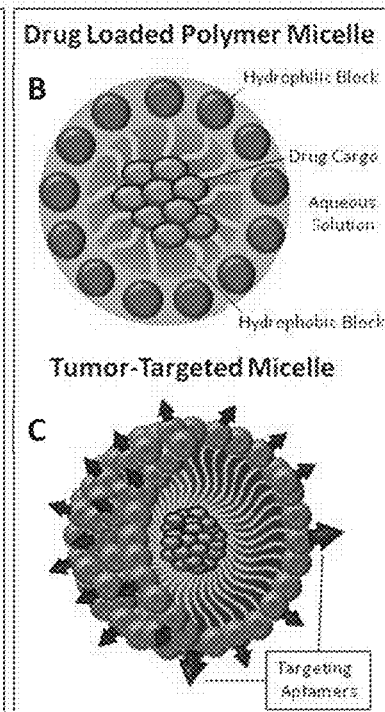 Drug Loaded Polymer Micelle
B
Hydrophilic Block
Drug Cargo
Aqueous
Solution
Hydrophobic Block
Tumor-Targeted Micelle
C
Targeting
Aptamers